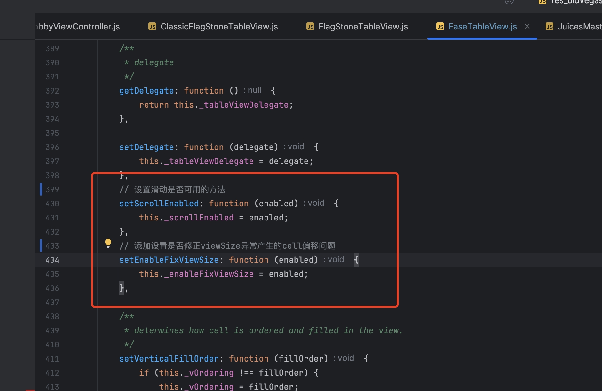 bbyViewController.js ClassicFlagStoneTableView.js FlagStoneTableView.js EaseTableView.js × JuicesMast
389 /**
390 * delegate
391 */
392 getDelegate: function () :null {
393 return this._tableViewDelegate;
394 },
395
396 setDelegate: function (delegate) :void {
397 this._tableViewDelegate = delegate;
398 },
399 // 设置滑动是否可用的方法
400 setScrollEnabled: function (enabled) :void {
401 this._scrollEnabled = enabled;
402 },
403 // 添加设置是否修正viewSize异常产生的cell偏移问题
404 setEnableFixViewSize: function (enabled) :void {
405 this._enableFixViewSize = enabled;
406 },
407
408 /**
409 * determines how cell is ordered and filled in the view.
410 */
411 setVerticalFillOrder: function (fillOrder) :void {
412 if (this._vOrdering !== fillOrder) {
413 this._vOrdering = fillOrder;